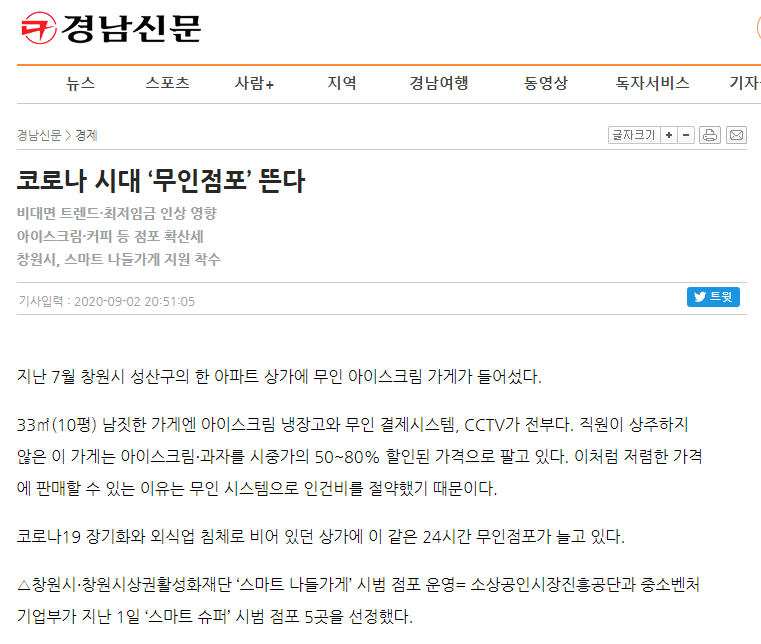 경남신문
뉴스 스포츠 사람+ 지역 경남여행 동영상 독자서비스 기자
경남신문 > 경제 글자크기 + -
코로나 시대 ‘무인점포’ 뜬다
비대면 트렌드·최저임금 인상 영향
아이스크림·커피 등 점포 확산세
창원시, 스마트 나들가게 지원 착수
기사입력 : 2020-09-02 20:51:05 트윗
지난 7월 창원시 성산구의 한 아파트 상가에 무인 아이스크림 가게가 들어섰다.
33㎡(10평) 남짓한 가게엔 아이스크림 냉장고와 무인 결제시스템, CCTV가 전부다. 직원이 상주하지
않은 이 가게는 아이스크림·과자를 시중가의 50~80% 할인된 가격으로 팔고 있다. 이처럼 저렴한 가격
에 판매할 수 있는 이유는 무인 시스템으로 인건비를 절약했기 때문이다.
코로나19 장기화와 외식업 침체로 비어 있던 상가에 이 같은 24시간 무인점포가 늘고 있다.
△창원시·창원시상권활성화재단 ‘스마트 나들가게’ 시범 점포 운영= 소상공인시장진흥공단과 중소벤처
기업부가 지난 1일 ‘스마트 슈퍼’ 시범 점포 5곳을 선정했다.